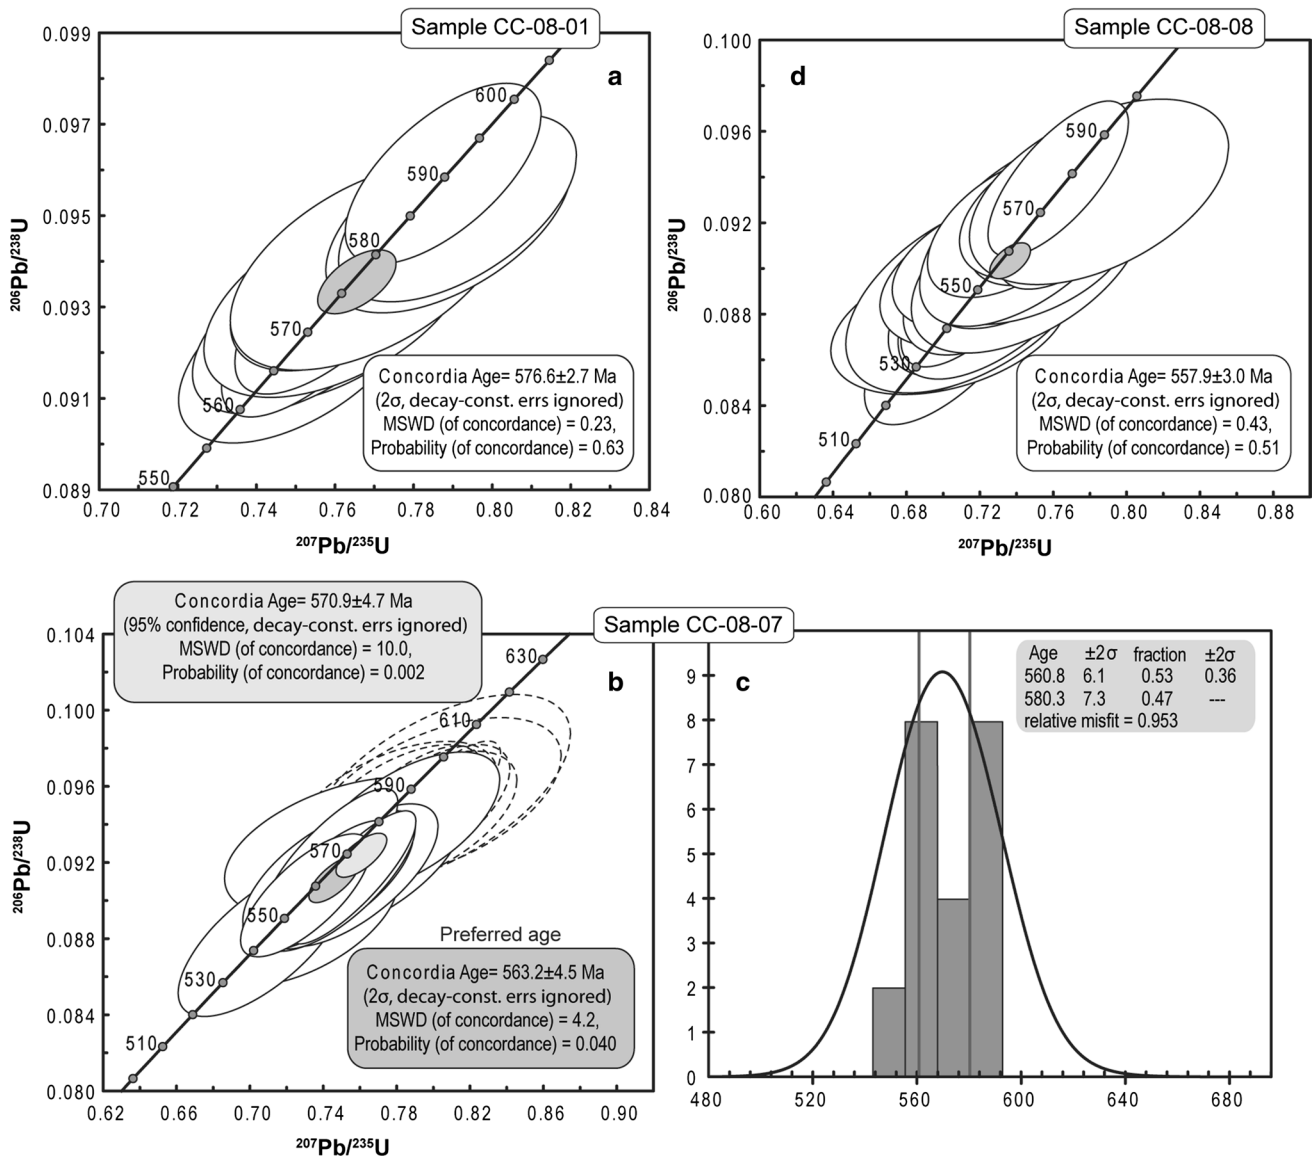 Sample CC-08-01
a
0.099
0.097
0.095
0.093
0.091
0.089
206Pb/238U
600
590
580
570
560
550
Concordia Age= 576.6±2.7 Ma
(2σ, decay-const. errs ignored)
MSWD (of concordance) = 0.23,
Probability (of concordance) = 0.63
0.70 0.72 0.74 0.76 0.78 0.80 0.82 0.84
207Pb/235U
Sample CC-08-08
d
0.100
0.096
0.092
0.088
0.084
0.080
206Pb/238U
590
570
550
530
510
Concordia Age= 557.9±3.0 Ma
(2σ, decay-const. errs ignored)
MSWD (of concordance) = 0.43,
Probability (of concordance) = 0.51
0.60 0.64 0.68 0.72 0.76 0.80 0.84 0.88
207Pb/235U
Concordia Age= 570.9±4.7 Ma
(95% confidence, decay-const. errs ignored)
MSWD (of concordance) = 10.0,
Probability (of concordance) = 0.002
Sample CC-08-07
b
0.104
0.100
0.096
0.092
0.088
0.084
0.080
206Pb/238U
630
610
590
570
550
530
510
Preferred age
Concordia Age= 563.2±4.5 Ma
(2σ, decay-const. errs ignored)
MSWD (of concordance) = 4.2,
Probability (of concordance) = 0.040
0.62 0.66 0.70 0.74 0.78 0.82 0.86 0.90
207Pb/235U
c
9
8
7
6
5
4
3
2
1
0
Age ±2σ fraction ±2σ
560.8 6.1 0.53 0.36
580.3 7.3 0.47 ---
relative misfit = 0.953
480 520 560 600 640 680